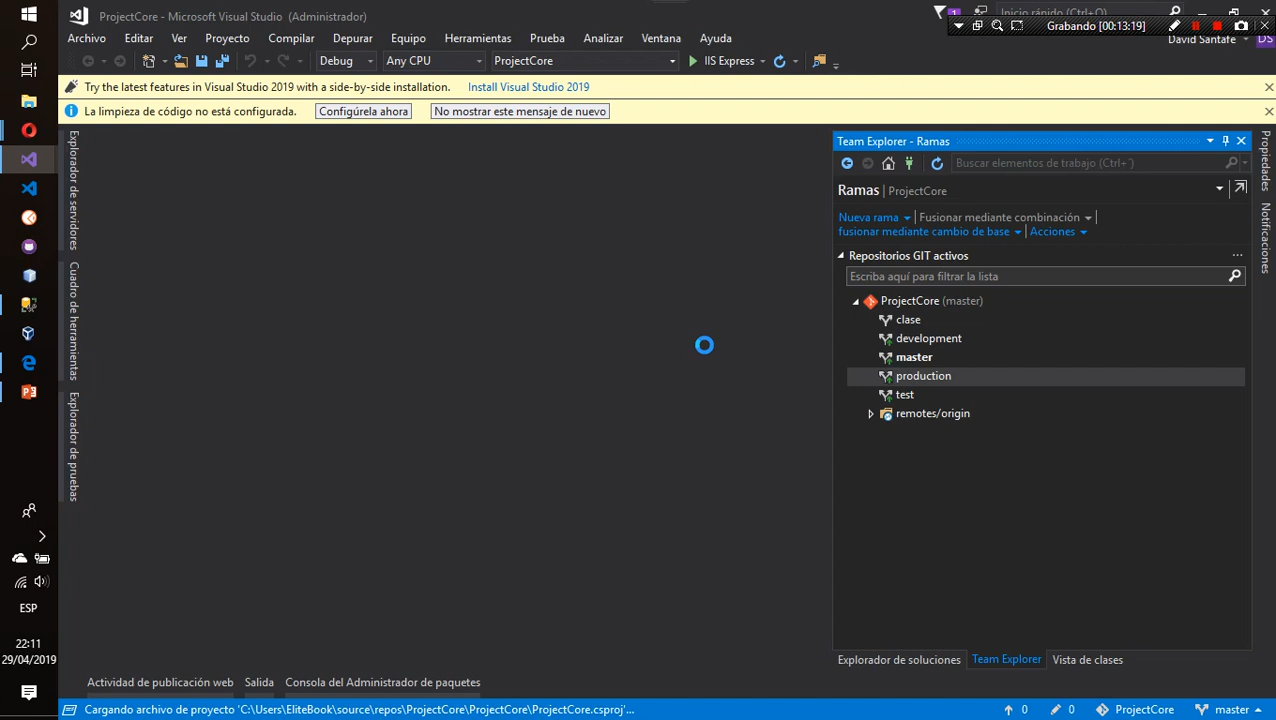 ProjectCore - Microsoft Visual Studio (Administrador)
Inicio rápido (Ctrl+Q)
Grabando [00:13:19]
Archivo Editar Ver Proyecto Compilar Depurar Equipo Herramientas Prueba Analizar Ventana Ayuda
David Santafe DS
Debug Any CPU ProjectCore IIS Express
Try the latest features in Visual Studio 2019 with a side-by-side installation. Install Visual Studio 2019
La limpieza de código no está configurada. Configúrela ahora No mostrar este mensaje de nuevo
Explorador de servidores
Cuadro de herramientas
Explorador de pruebas
Team Explorer - Ramas
Buscar elementos de trabajo (Ctrl+´)
Ramas | ProjectCore
Nueva rama Fusionar mediante combinación
fusionar mediante cambio de base Acciones
Repositorios GIT activos
Escriba aquí para filtrar la lista
ProjectCore (master)
clase
development
master
production
test
remotes/origin
Propiedades
Notificaciones
Explorador de soluciones Team Explorer Vista de clases
Actividad de publicación web Salida Consola del Administrador de paquetes
Cargando archivo de proyecto 'C:\Users\EliteBook\source\repos\ProjectCore\ProjectCore\ProjectCore.csproj'...
0 0 ProjectCore master
ESP
22:11
29/04/2019